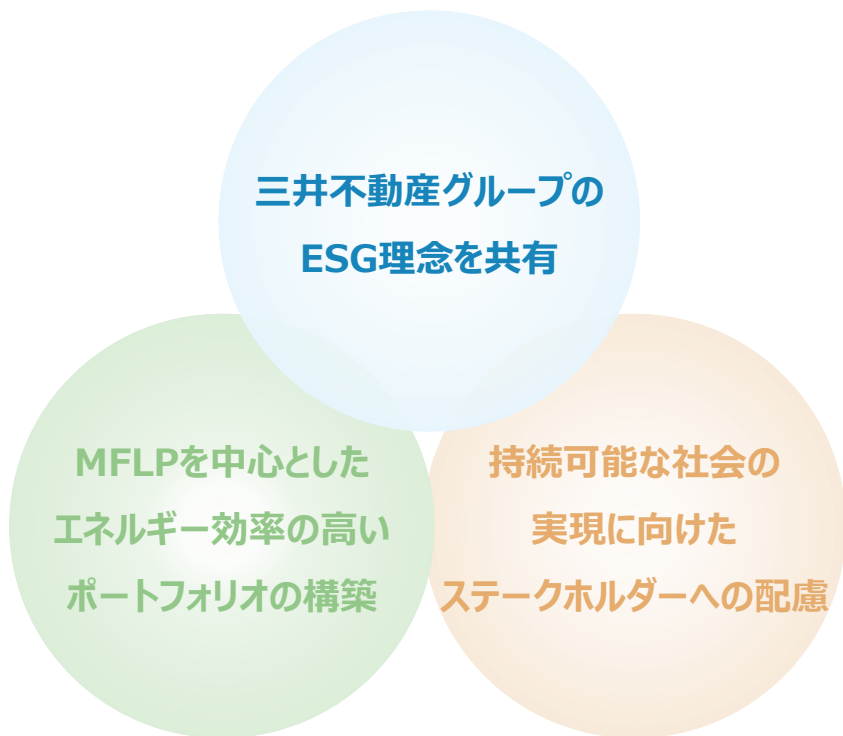 三井不動産グループの
ESG理念を共有
MFLPを中心とした
エネルギー効率の高い
ポートフォリオの構築
持続可能な社会の
実現に向けた
ステークホルダーへの配慮